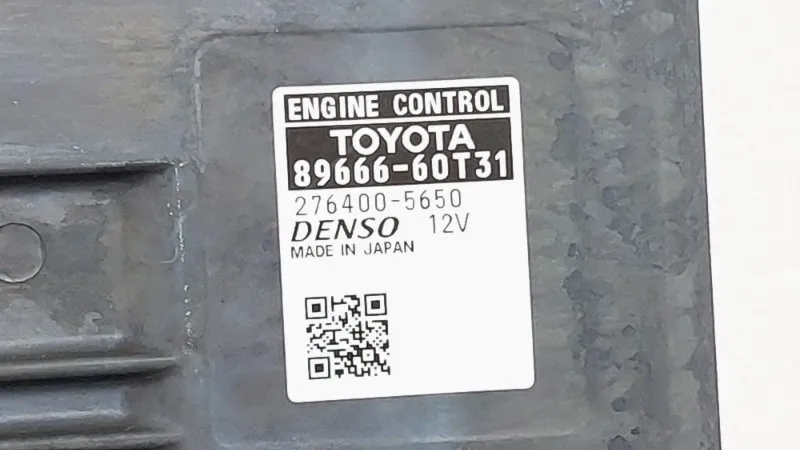 ENGINE CONTROL
TOYOTA
89666-60T31
276400-5650
DENSO 12V
MADE IN JAPAN